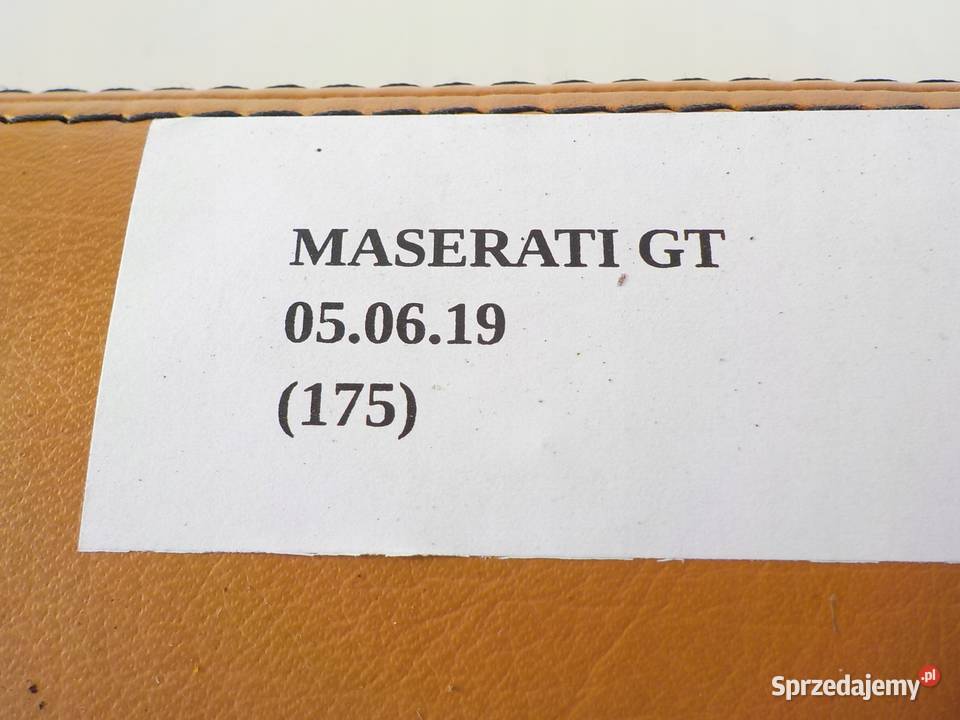 MASERATI GT
05.06.19
(175)
Sprzedajemy.pl